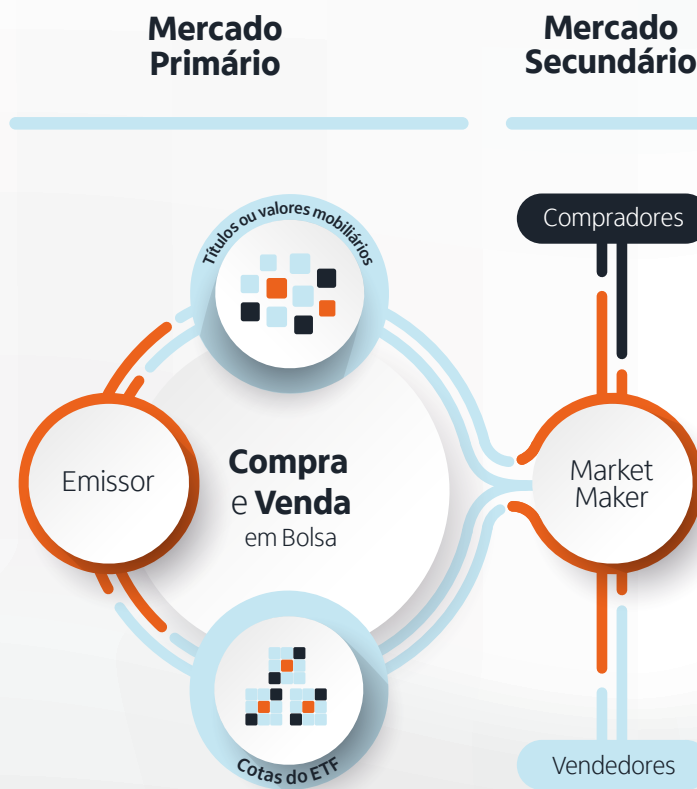 Mercado
Primário
Mercado
Secundário
Títulos ou valores mobiliários
Compradores
Emissor
Compra
e Venda
em Bolsa
Market
Maker
Cotas do ETF
Vendedores